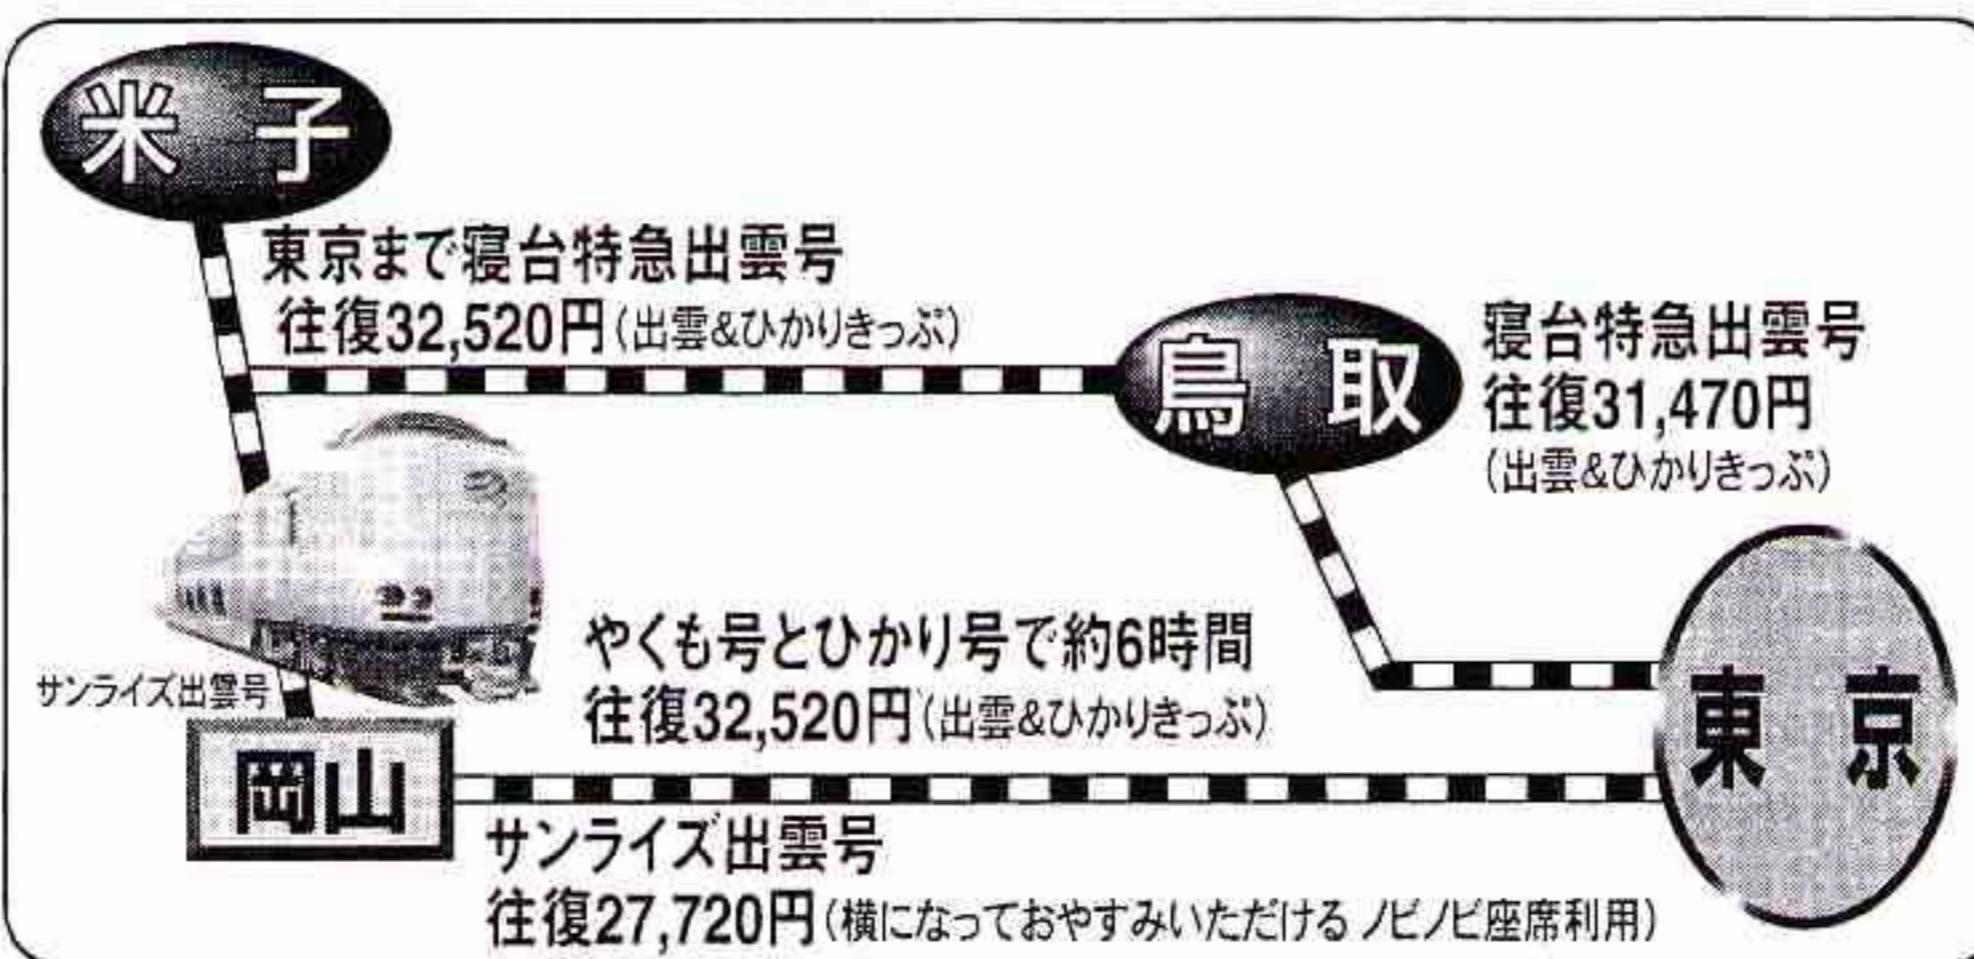 米子
東京まで寝台特急出雲号
往復32,520円(出雲&ひかりきっぷ)
鳥取
寝台特急出雲号
往復31,470円
(出雲&ひかりきっぷ)
サンライズ出雲号
やくも号とひかり号で約6時間
往復32,520円(出雲&ひかりきっぷ)
岡山
東京
サンライズ出雲号
往復27,720円(横になっておやすみいただける ノビノビ座席利用)